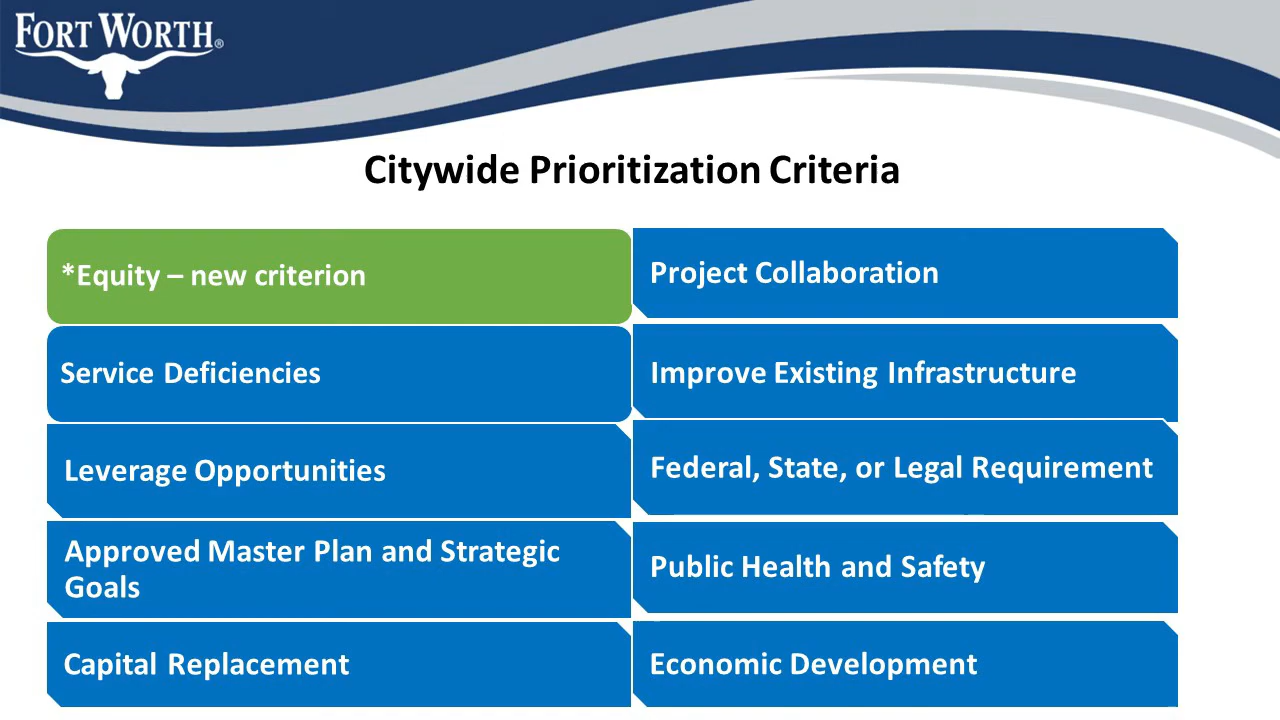 FORT WORTH®
Citywide Prioritization Criteria
*Equity – new criterion
Service Deficiencies
Leverage Opportunities
Approved Master Plan and Strategic
Goals
Capital Replacement
Project Collaboration
Improve Existing Infrastructure
Federal, State, or Legal Requirement
Public Health and Safety
Economic Development